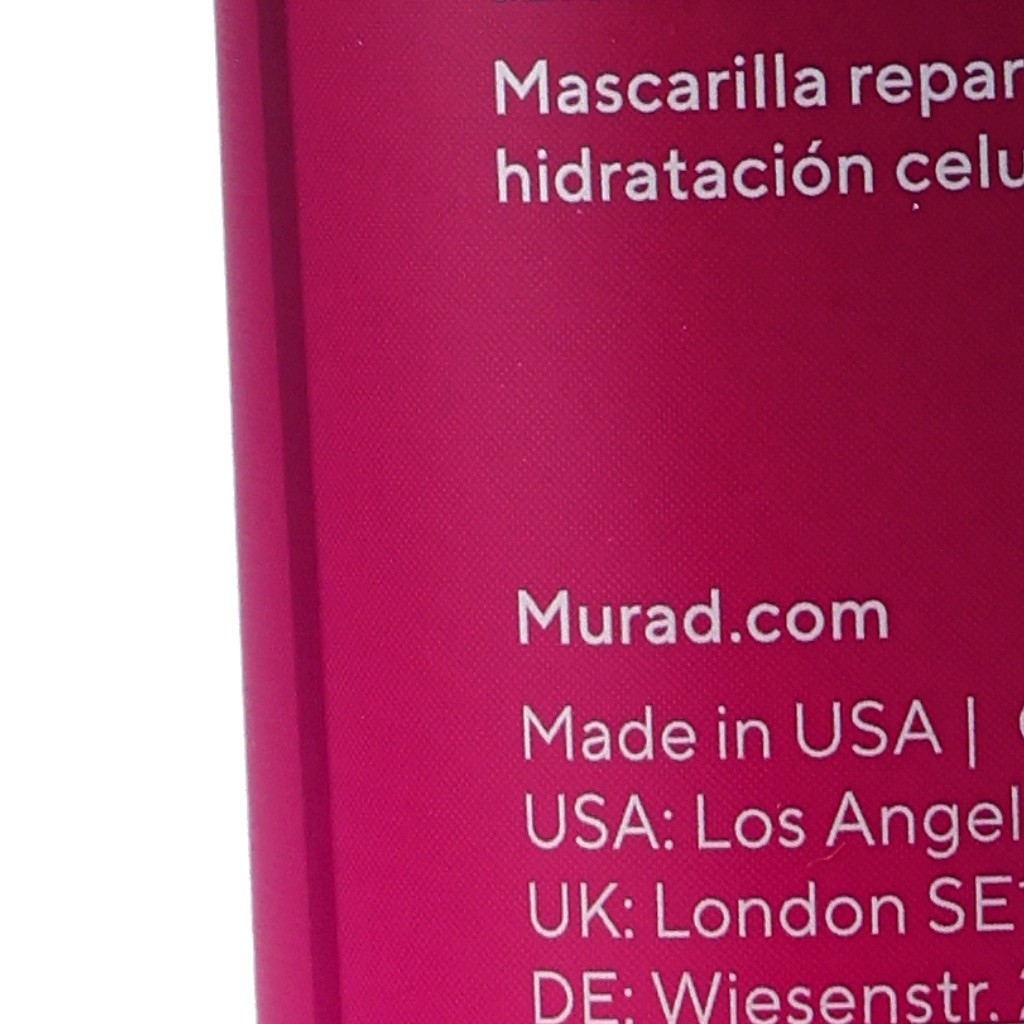 Mascarilla repar
hidratación celu
Murad.com
Made in USA |
USA: Los Angel
UK: London SE
DE: Wiesenstr.